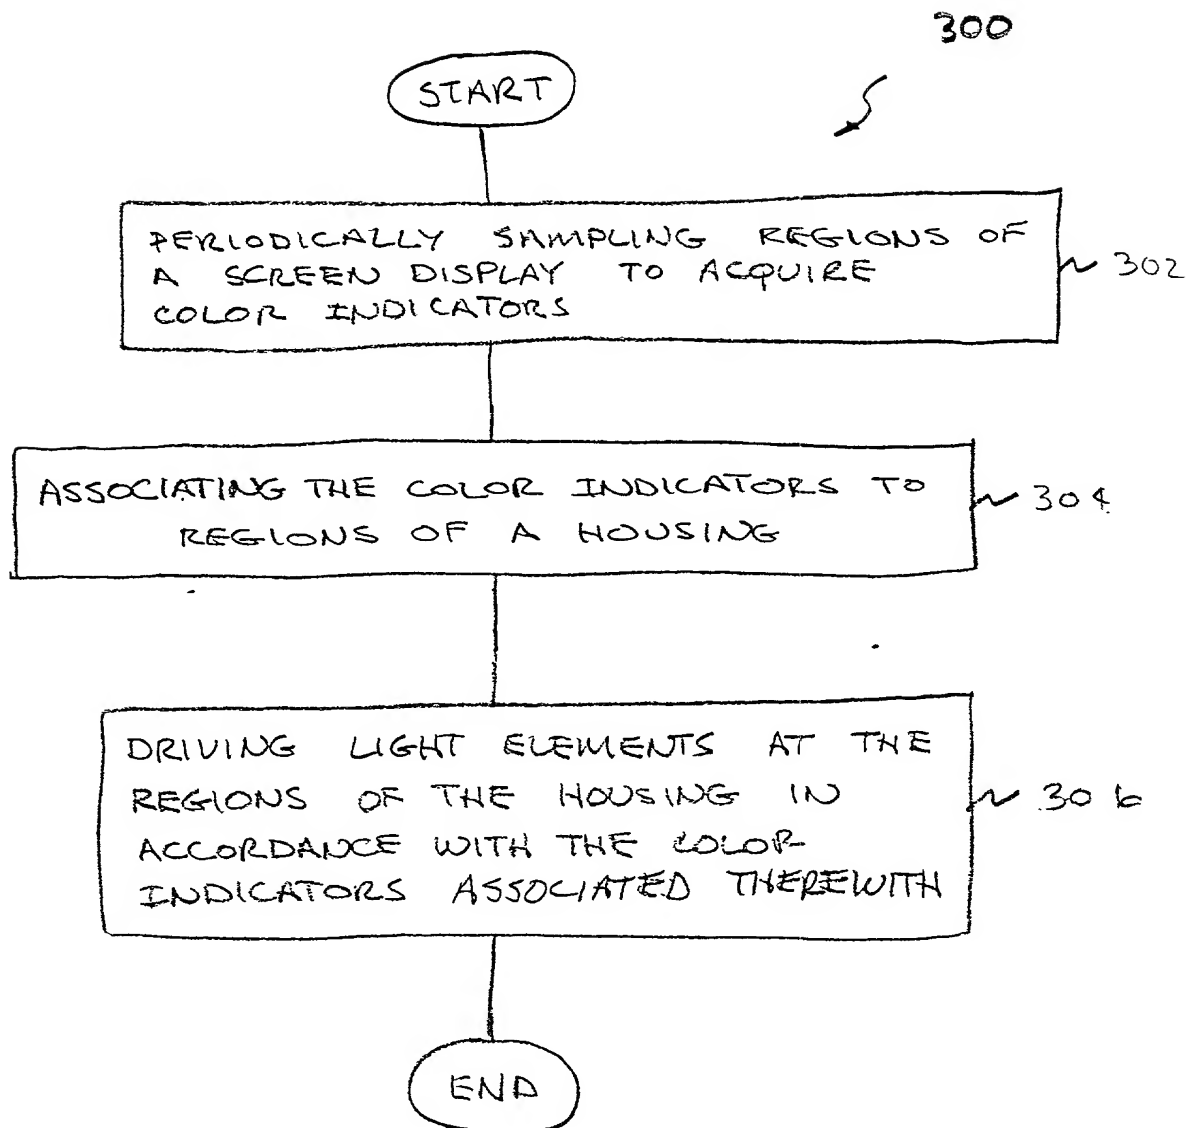 300
START
PERIODICALLY SAMPLING REGIONS OF
A SCREEN DISPLAY TO ACQUIRE
COLOR INDICATORS
302
ASSOCIATING THE COLOR INDICATORS TO
REGIONS OF A HOUSING
304
DRIVING LIGHT ELEMENTS AT THE
REGIONS OF THE HOUSING IN
ACCORDANCE WITH THE COLOR
INDICATORS ASSOCIATED THEREWITH
306
END